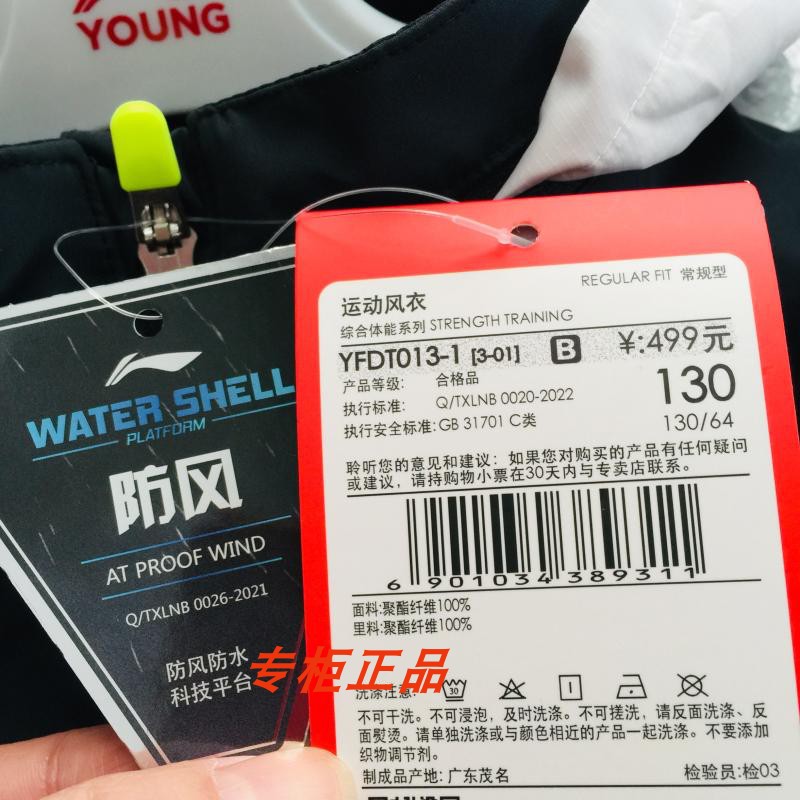 YOUNG
WATER SHELL
PLATFORM
防风
AT PROOF WIND
Q/TXLNB 0026-2021
防风防水
科技平台
专柜正品
REGULAR FIT 常规型
运动风衣
综合体能系列 STRENGTH TRAINING
YFDT013-1 [3-01] B ¥:499元
产品等级: 合格品
执行标准: Q/TXLNB 0020-2022
130
执行安全标准:GB 31701 C类
130/64
聆听您的意见和建议: 如果您对购买的产品有任何疑问
或建议, 请持购物小票在30天内与专卖店联系。
6 901034 389311
面料:聚酯纤维100%
里料:聚酯纤维100%
洗涤注意:
30
不可干洗。不可浸泡, 及时洗涤。不可搓洗, 请反面洗涤、反
面熨烫。请单独洗涤或与颜色相近的产品一起洗涤。不要添加
织物调节剂。
制成品产地: 广东茂名
检验员: 检03